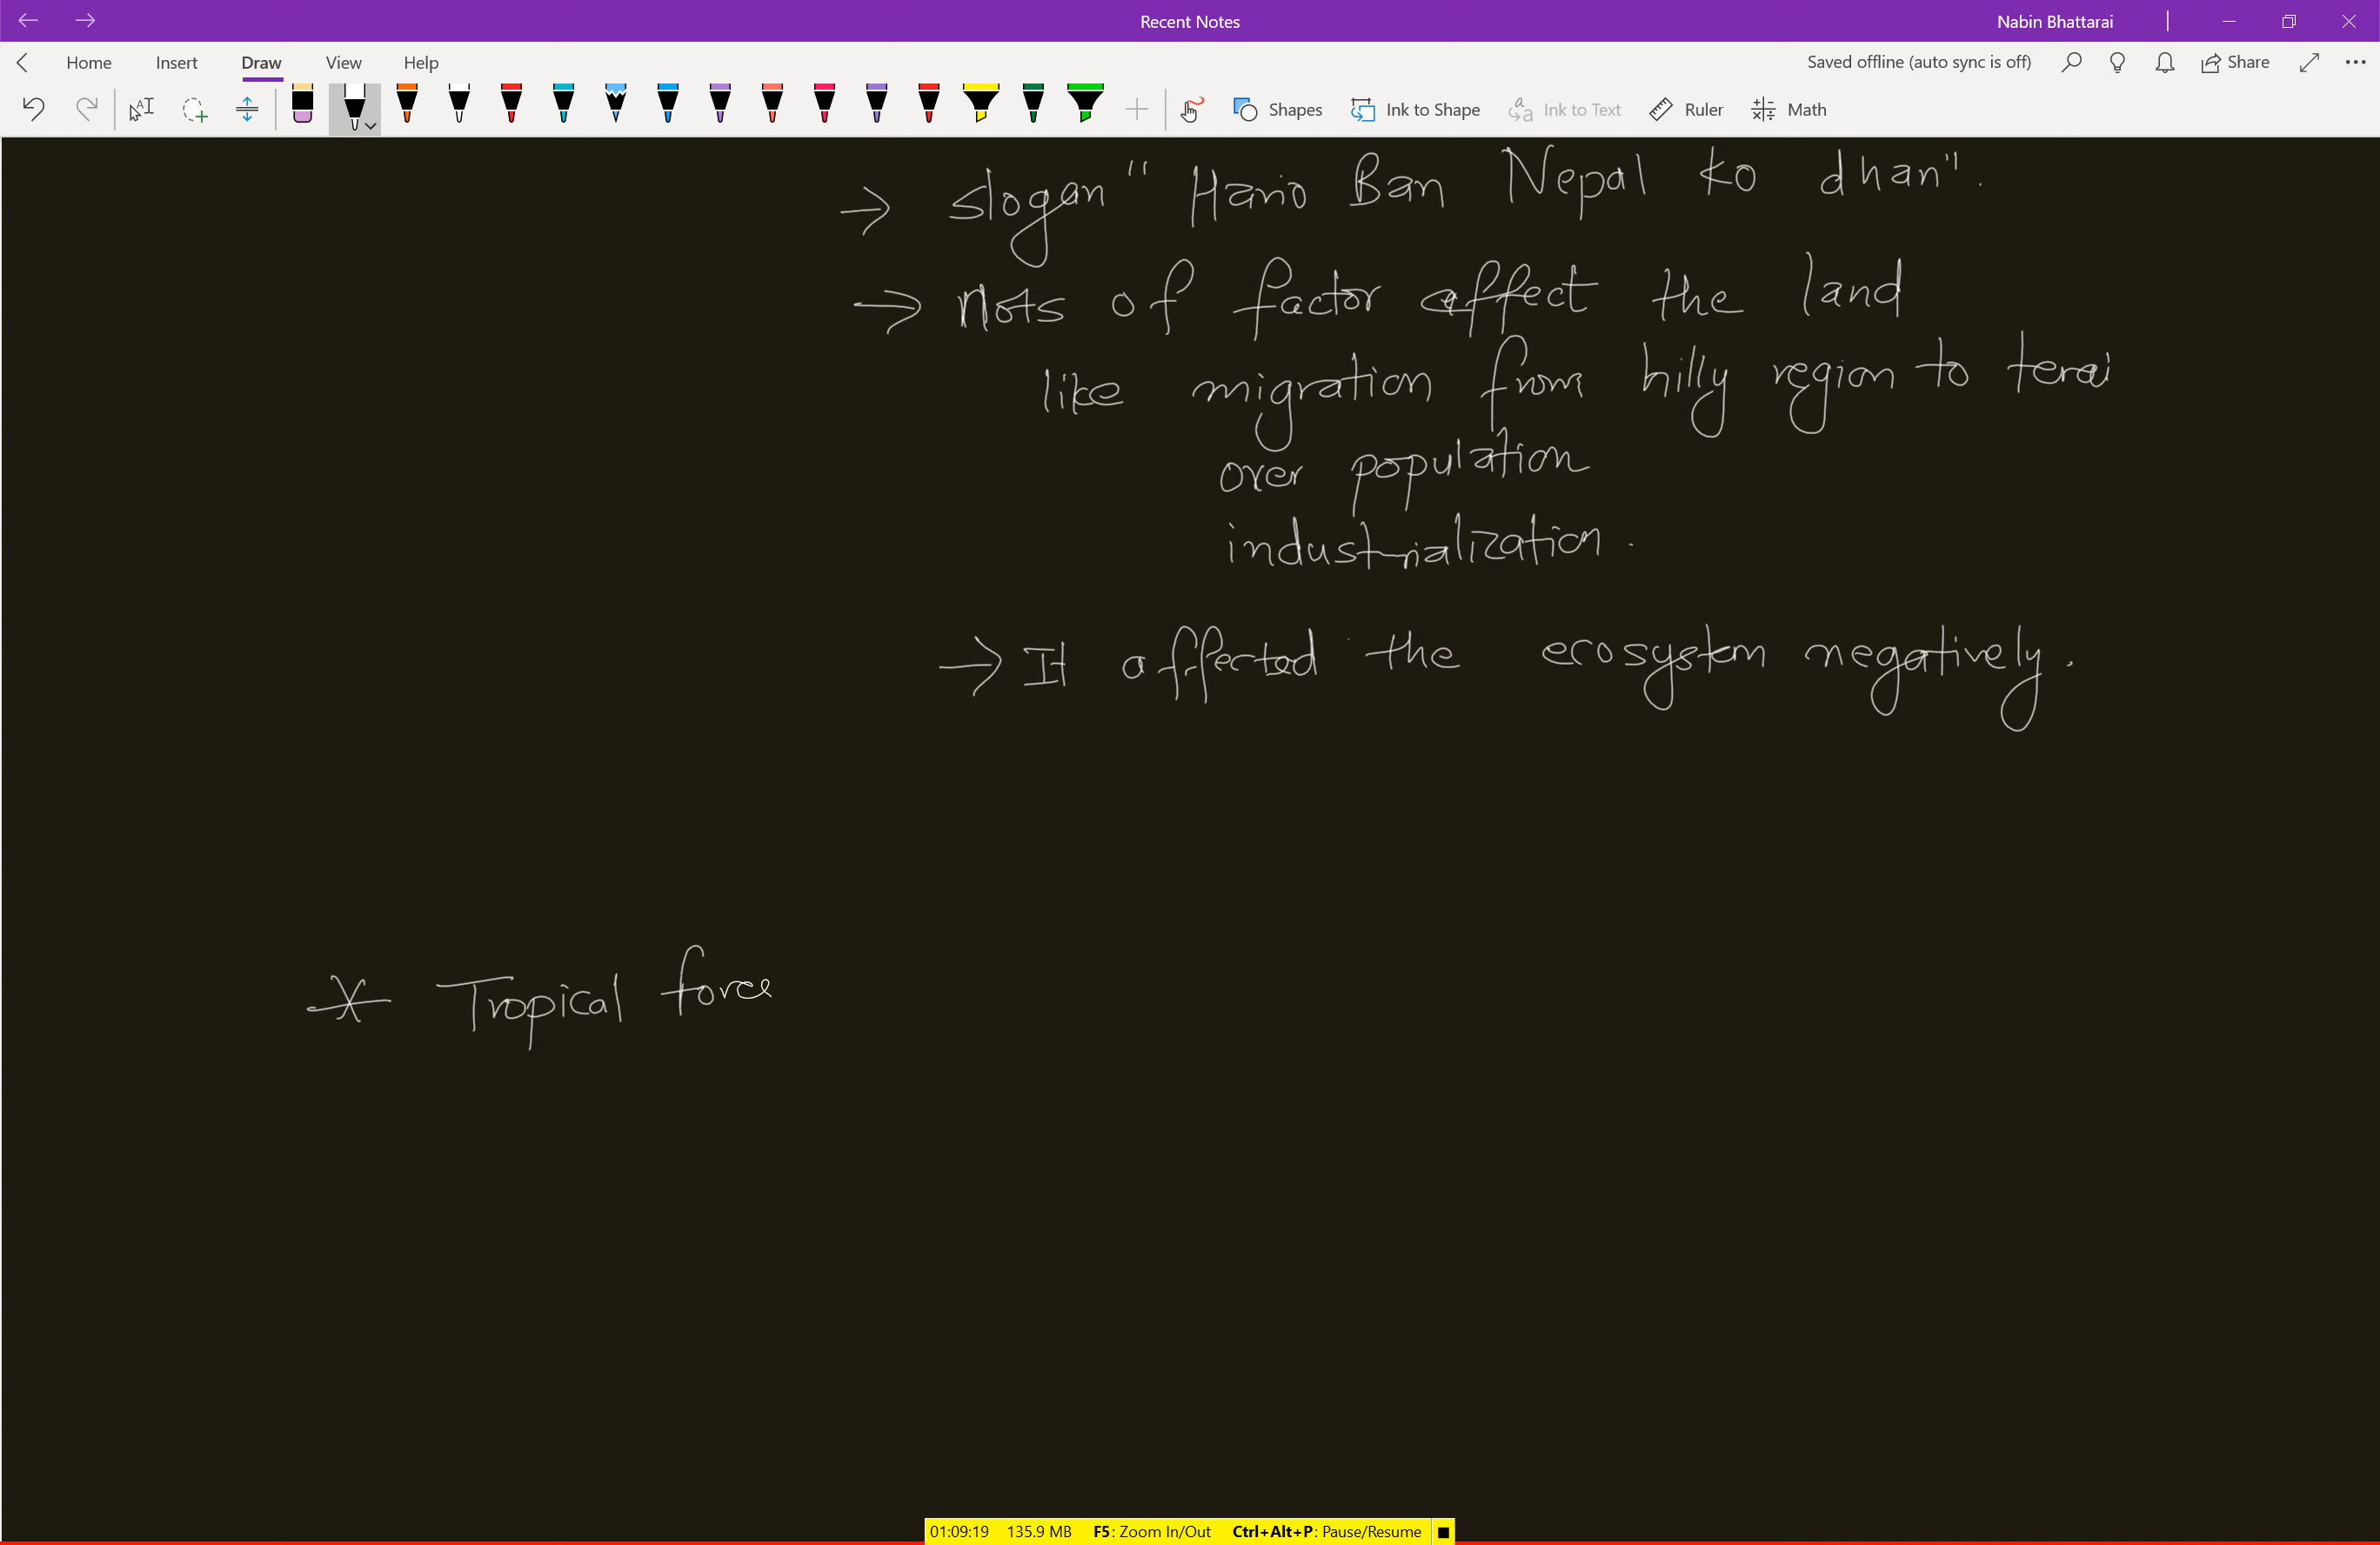 Recent Notes
Nabin Bhattarai
Home Insert Draw View Help
Saved offline (auto sync is off) Share
Shapes Ink to Shape Ink to Text Ruler Math
→ slogan " Hario Ban Nepal ko dhan".
→ of factor affect the land
like migration from hilly region to terai
over population
industrialization.
→ It affected the ecosystem negatively.
* Tropical force
01:09:19 135.9 MB F5: Zoom In/Out Ctrl+Alt+P: Pause/Resume